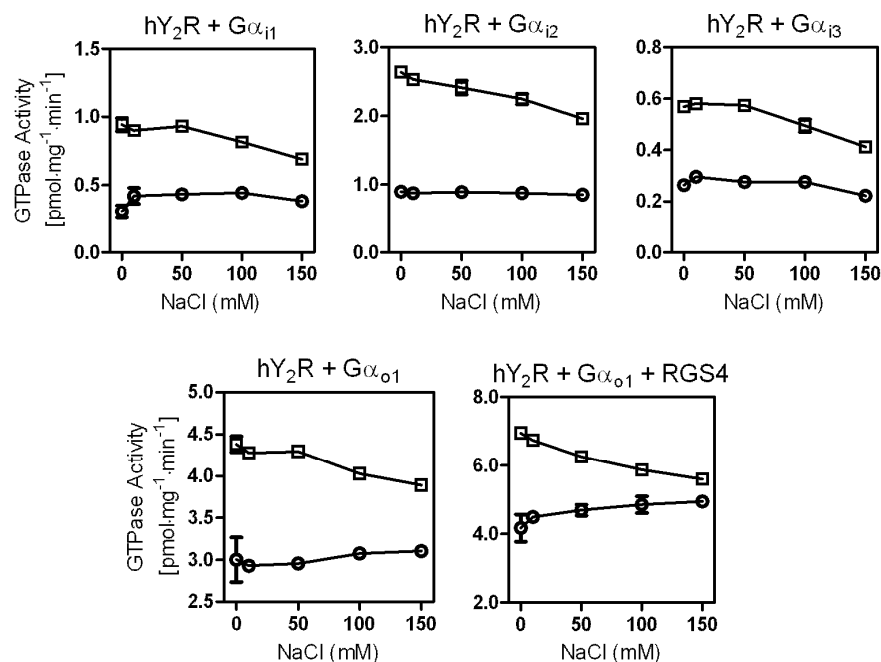 hY₂R + Gαi1
hY₂R + Gαi2
hY₂R + Gαi3
GTPase Activity
[pmol·mg⁻¹·min⁻¹]
1.5
1.0
0.5
0.0
3.0
2.0
1.0
0.0
0.8
0.6
0.4
0.2
0.0
0 50 100 150
0 50 100 150
0 50 100 150
NaCl (mM)
NaCl (mM)
NaCl (mM)
hY₂R + Gαo1
hY₂R + Gαo1 + RGS4
GTPase Activity
[pmol·mg⁻¹·min⁻¹]
5.0
4.5
4.0
3.5
3.0
2.5
8.0
6.0
4.0
2.0
0 50 100 150
0 50 100 150
NaCl (mM)
NaCl (mM)